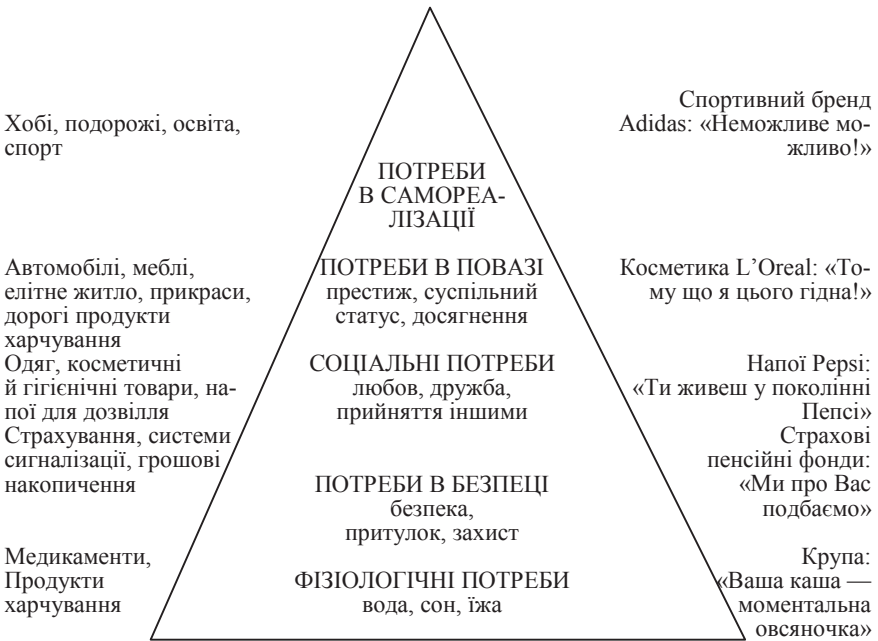 Хобі, подорожі, освіта,
спорт
ПОТРЕБИ
В САМОРЕА-
ЛІЗАЦІЇ
Спортивний бренд
Adidas: «Неможливе мо-
жливо!»
Автомобілі, меблі,
елітне житло, прикраси,
дорогі продукти
харчування
ПОТРЕБИ В ПОВАЗІ
престиж, суспільний
статус, досягнення
Косметика L’Oreal: «То-
му що я цього гідна!»
Одяг, косметичні
й гігієнічні товари, на-
пої для дозвілля
СОЦІАЛЬНІ ПОТРЕБИ
любов, дружба,
прийняття іншими
Напої Pepsi:
«Ти живеш у поколінні
Пепсі»
Страхування, системи
сигналізації, грошові
накопичення
ПОТРЕБИ В БЕЗПЕЦІ
безпека,
притулок, захист
Страхові
пенсійні фонди:
«Ми про Вас
подбаємо»
Медикаменти,
Продукти
харчування
ФІЗІОЛОГІЧНІ ПОТРЕБИ
вода, сон, їжа
Крупа:
«Ваша каша —
моментальна
овсяночка»